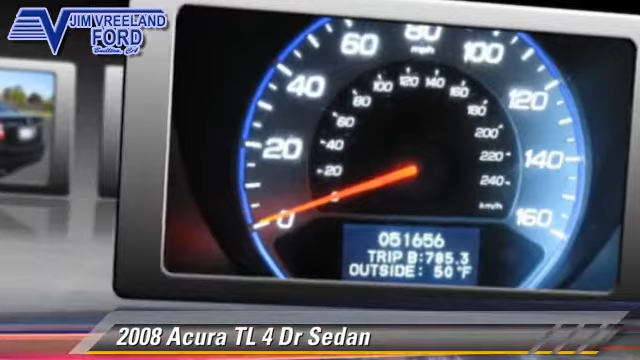 JIM VREELAND
FORD
Buellton, CA
0
20
40
60
80
100
120
140
160
mph
20
40
60
80
100
120
140
160
180
200
220
240
km/h
051656
TRIP B:785.3
OUTSIDE: 50°F
2008 Acura TL 4 Dr Sedan